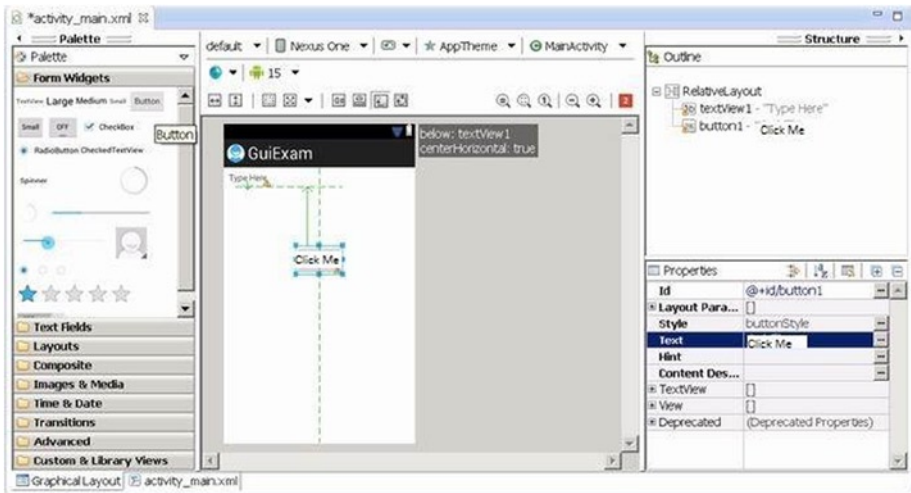 *activity_main.xml
Palette
Palette
Form Widgets
TextView Large Medium Small Button
Small OFF CheckBox
Button
RadioButton CheckedTextView
Spinner
Text Fields
Layouts
Composite
Images & Media
Time & Date
Transitions
Advanced
Custom & Library Views
default Nexus One AppTheme MainActivity
15
2
below: textView1
centerHorizontal: true
GuiExam
Type Here
Click Me
Structure
Outline
RelativeLayout
textView1 - "Type Here"
button1 - Click Me
Properties
Id @+id/button1
Layout Para... []
Style buttonStyle
Text Click Me
Hint
Content Des...
TextView []
View []
Deprecated (Deprecated Properties)
Graphical Layout activity_main.xml